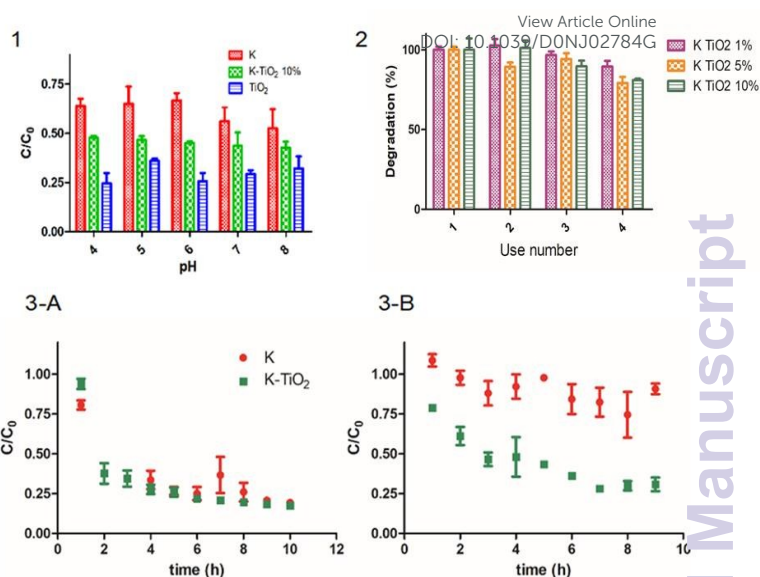 View Article Online
DOI: 10.1039/D0NJ02784G
1
K
K-TiO2 10%
TiO2
C/C0
0.75
0.50
0.25
0.00
4 5 6 7 8
pH
2
K TiO2 1%
K TiO2 5%
K TiO2 10%
Degradation (%)
100
50
0
1 2 3 4
Use number
3-A
K
K-TiO2
C/C0
1.00
0.75
0.50
0.25
0.00
0 2 4 6 8 10 12
time (h)
3-B
C/C0
1.00
0.75
0.50
0.25
0.00
0 2 4 6 8 10
time (h)
Manuscript